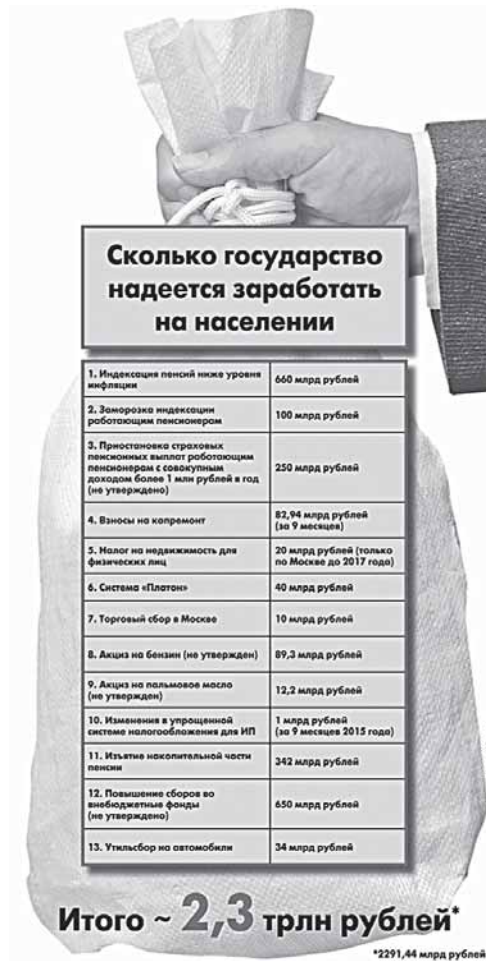 Сколько государство
надеется заработать
на населении
1. Индексация пенсий ниже уровня
инфляции
660 млрд рублей
2. Заморозка индексации
работающим пенсионерам
100 млрд рублей
3. Приостановка страховых
пенсионных выплат работающим
пенсионерам с совокупным
доходом более 1 млн рублей в год
(не утверждено)
250 млрд рублей
4. Взносы на капремонт
82,94 млрд рублей
(за 9 месяцев)
5. Налог на недвижимость для
физических лиц
20 млрд рублей (только
по Москве до 2017 года)
6. Система «Платон»
40 млрд рублей
7. Торговый сбор в Москве
10 млрд рублей
8. Акциз на бензин (не утвержден)
89,3 млрд рублей
9. Акциз на пальмовое масло
(не утвержден)
12,2 млрд рублей
10. Изменения в упрощенной
системе налогообложения для ИП
1 млрд рублей
(за 9 месяцев 2015 года)
11. Изъятие накопительной части
пенсии
342 млрд рублей
12. Повышение сборов во
внебюджетные фонды
(не утверждено)
650 млрд рублей
13. Утильсбор на автомобили
34 млрд рублей
Итого ~ 2,3 трлн рублей*
*2291,44 млрд рублей